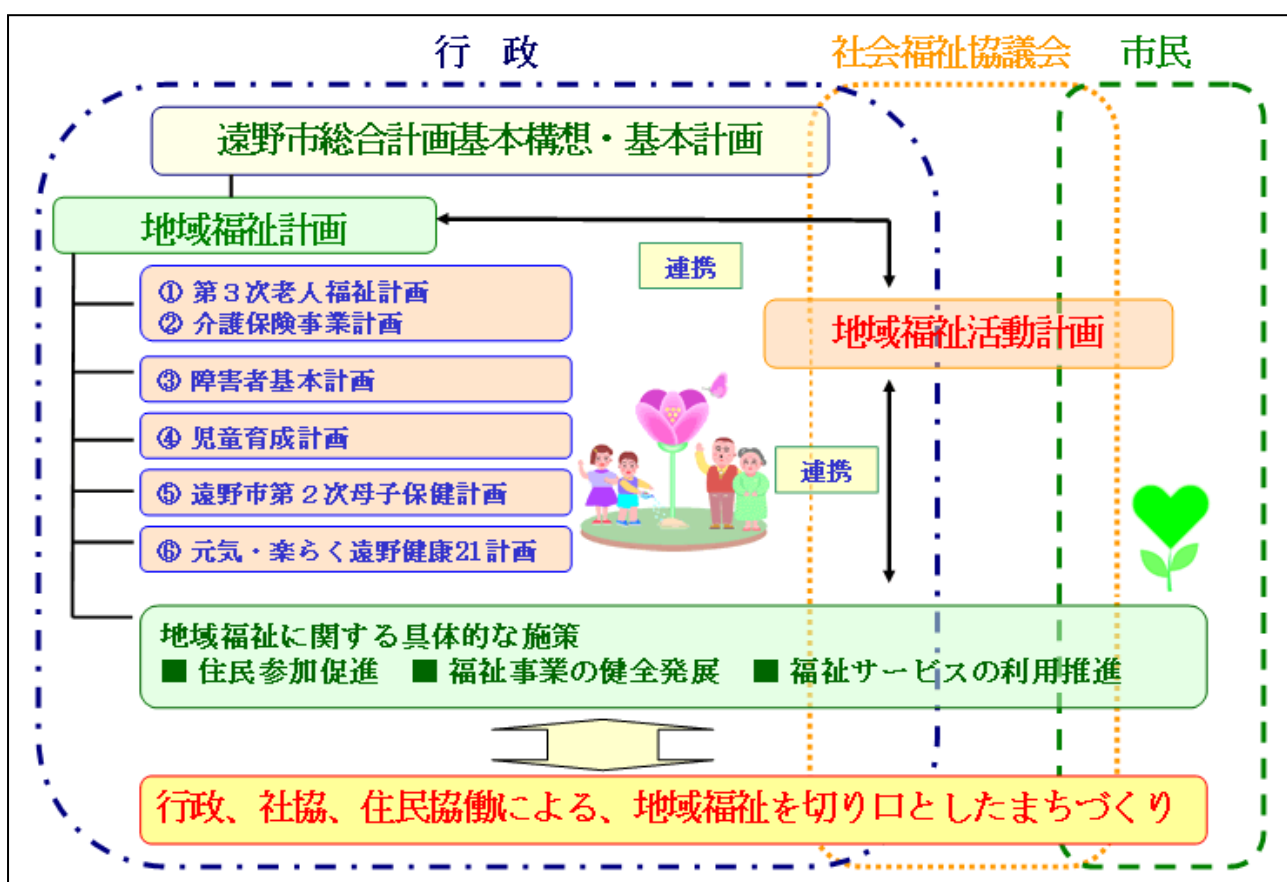 行 政
社会福祉協議会
市民
遠野市総合計画基本構想・基本計画
地域福祉計画
連携
① 第３次老人福祉計画
② 介護保険事業計画
地域福祉活動計画
③ 障害者基本計画
④ 児童育成計画
連携
⑤ 遠野市第２次母子保健計画
⑥ 元気・楽らく遠野健康21計画
地域福祉に関する具体的な施策
■ 住民参加促進 ■ 福祉事業の健全発展 ■ 福祉サービスの利用推進
行政、社協、住民協働による、地域福祉を切り口としたまちづくり